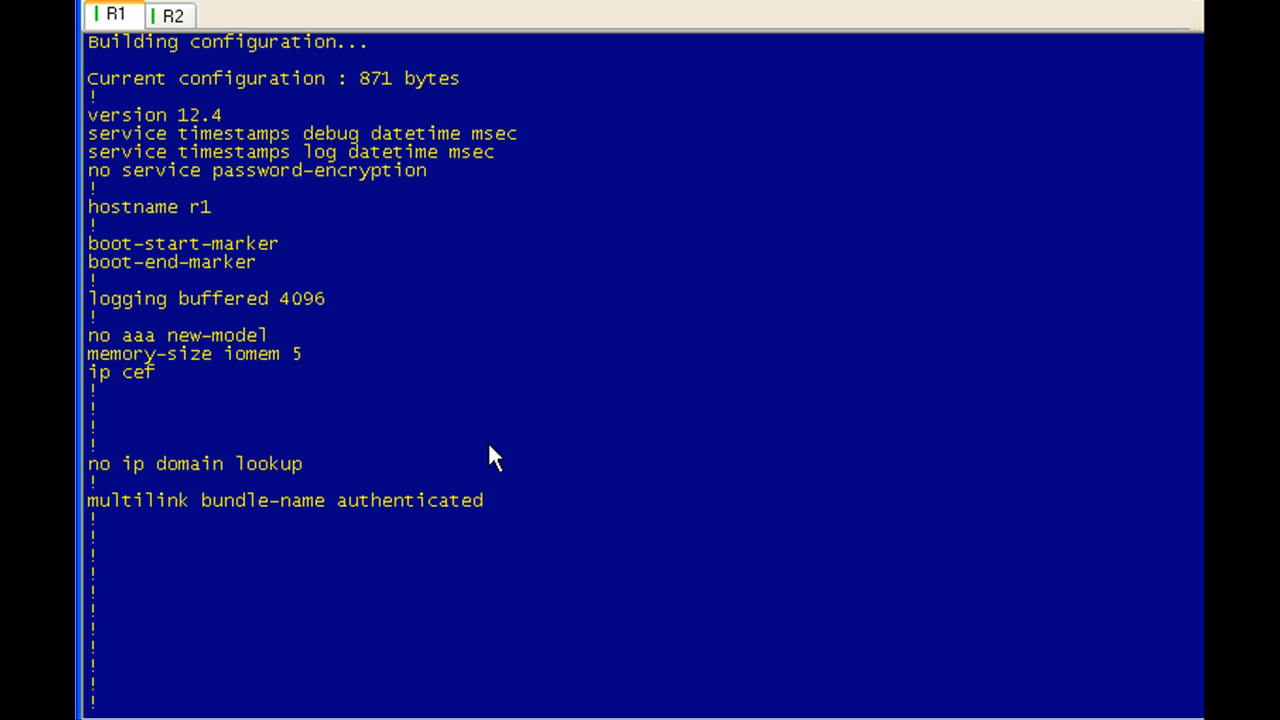 R1 R2
Building configuration...
Current configuration : 871 bytes
!
version 12.4
service timestamps debug datetime msec
service timestamps log datetime msec
no service password-encryption
!
hostname r1
!
boot-start-marker
boot-end-marker
!
logging buffered 4096
!
no aaa new-model
memory-size iomem 5
ip cef
!
!
!
!
no ip domain lookup
!
multilink bundle-name authenticated
!
!
!
!
!
!
!
!
!
!
!